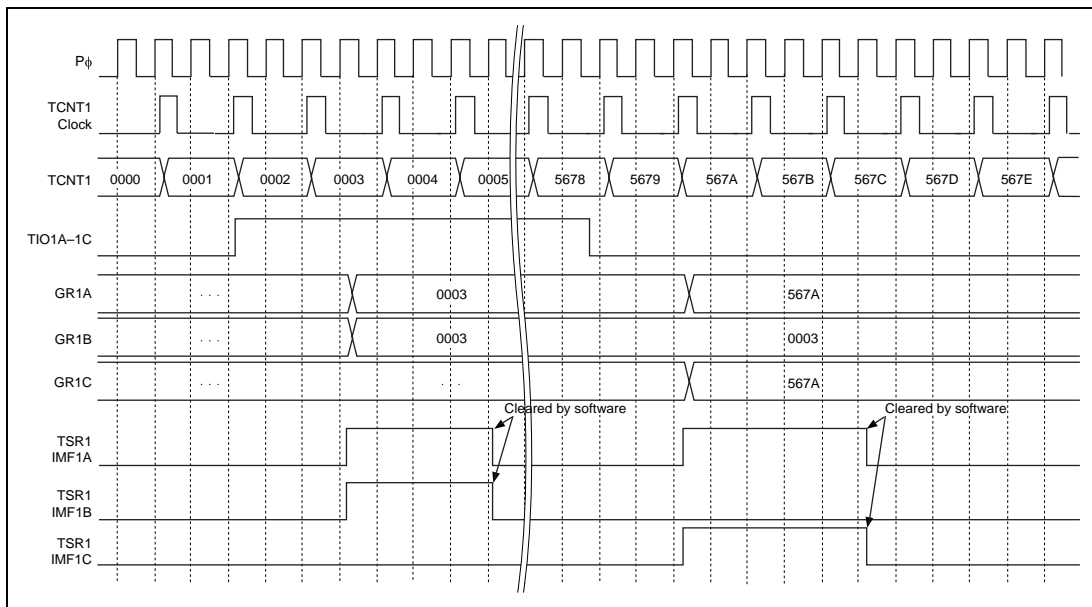 Pφ
TCNT1
Clock
TCNT1 0000 0001 0002 0003 0004 0005 5678 5679 567A 567B 567C 567D 567E
TIO1A–1C
GR1A . . . 0003 567A
GR1B . . . 0003 0003
GR1C . . . . . . 567A
Cleared by software Cleared by software
TSR1
IMF1A
TSR1
IMF1B
TSR1
IMF1C